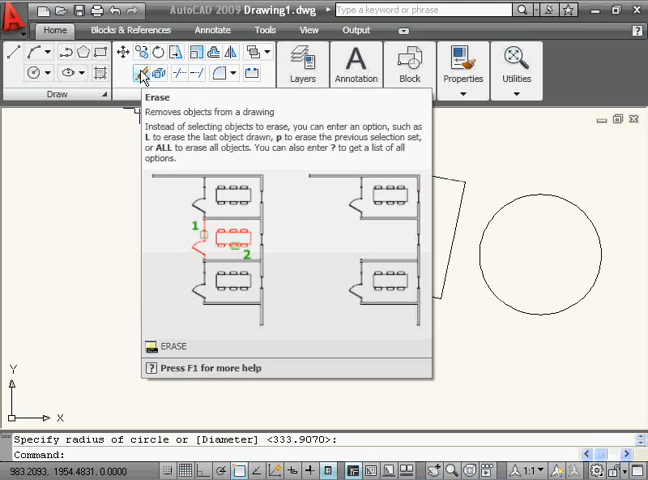 AutoCAD 2009 Drawing1.dwg
Type a keyword or phrase
Home
Blocks & References
Annotate
Tools
View
Output
Layers
Annotation
Block
Properties
Utilities
Draw
Erase
Removes objects from a drawing
Instead of selecting objects to erase, you can enter an option, such as
L to erase the last object drawn, p to erase the previous selection set,
or ALL to erase all objects. You can also enter ? to get a list of all
options.
1
2
ERASE
? Press F1 for more help
Y
X
Specify radius of circle or [Diameter] <333.9070>:
Command:
983.2093, 1954.4831, 0.0000
A 1:1